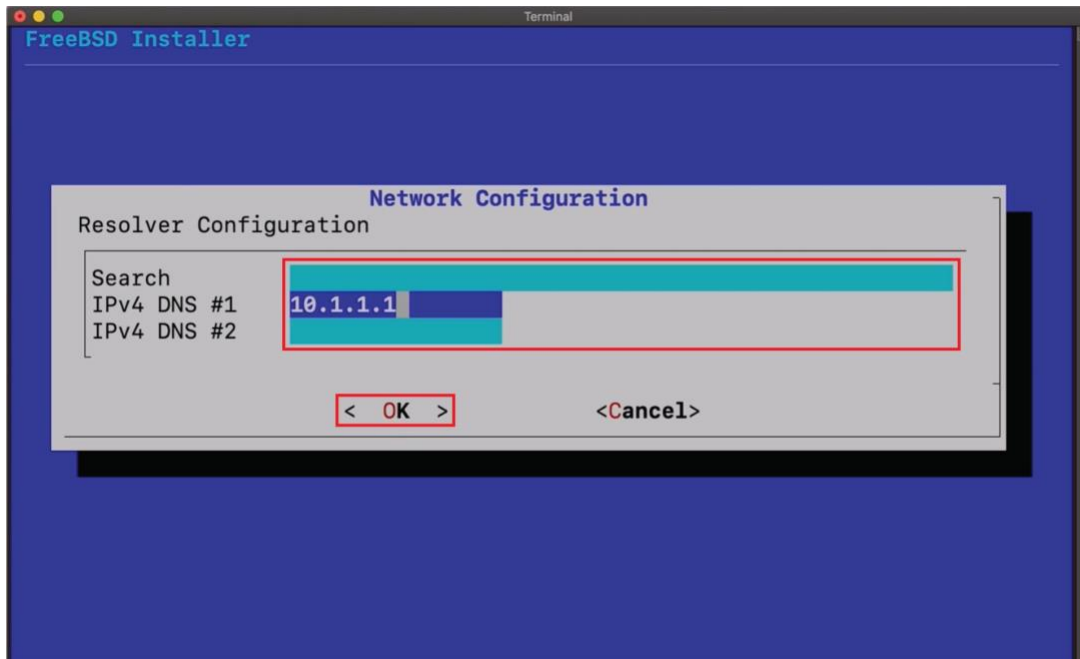 Terminal
FreeBSD Installer
Network Configuration
Resolver Configuration
Search
IPv4 DNS #1 10.1.1.1
IPv4 DNS #2
< OK > <Cancel>